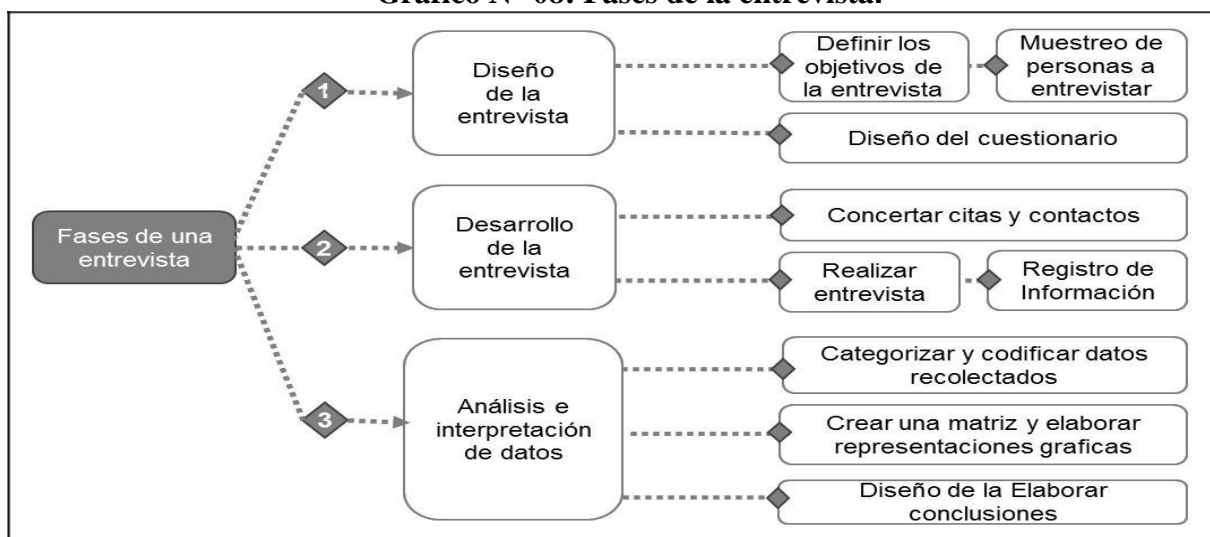 Gráfico N° 08: Fases de la entrevista.
Fases de una
entrevista
1
Diseño
de la
entrevista
Definir los
objetivos de
la entrevista
Muestreo de
personas a
entrevistar
Diseño del cuestionario
2
Desarrollo
de la
entrevista
Concertar citas y contactos
Realizar
entrevista
Registro de
Información
3
Análisis e
interpretación
de datos
Categorizar y codificar datos
recolectados
Crear una matriz y elaborar
representaciones graficas
Diseño de la Elaborar
conclusiones